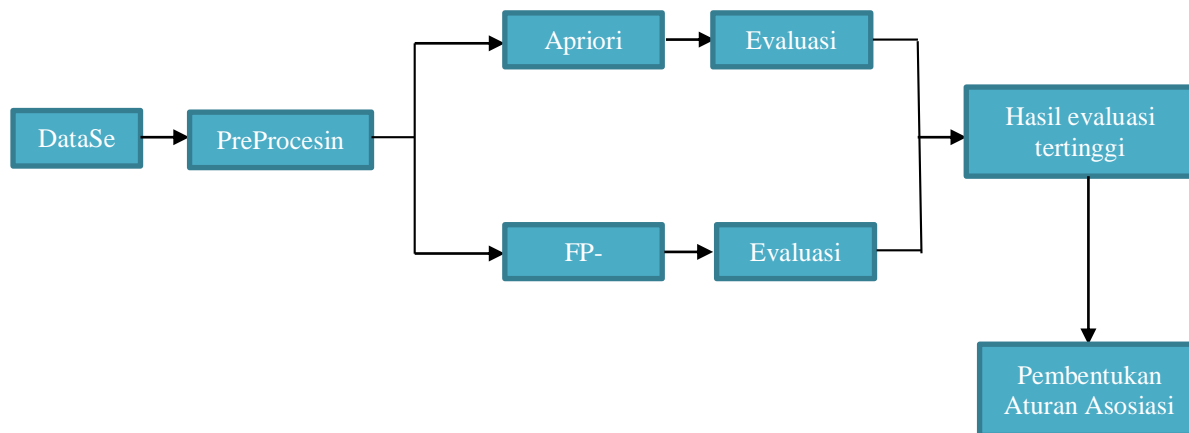 DataSe
PreProcesin
Apriori
Evaluasi
FP-
Evaluasi
Hasil evaluasi
tertinggi
Pembentukan
Aturan Asosiasi